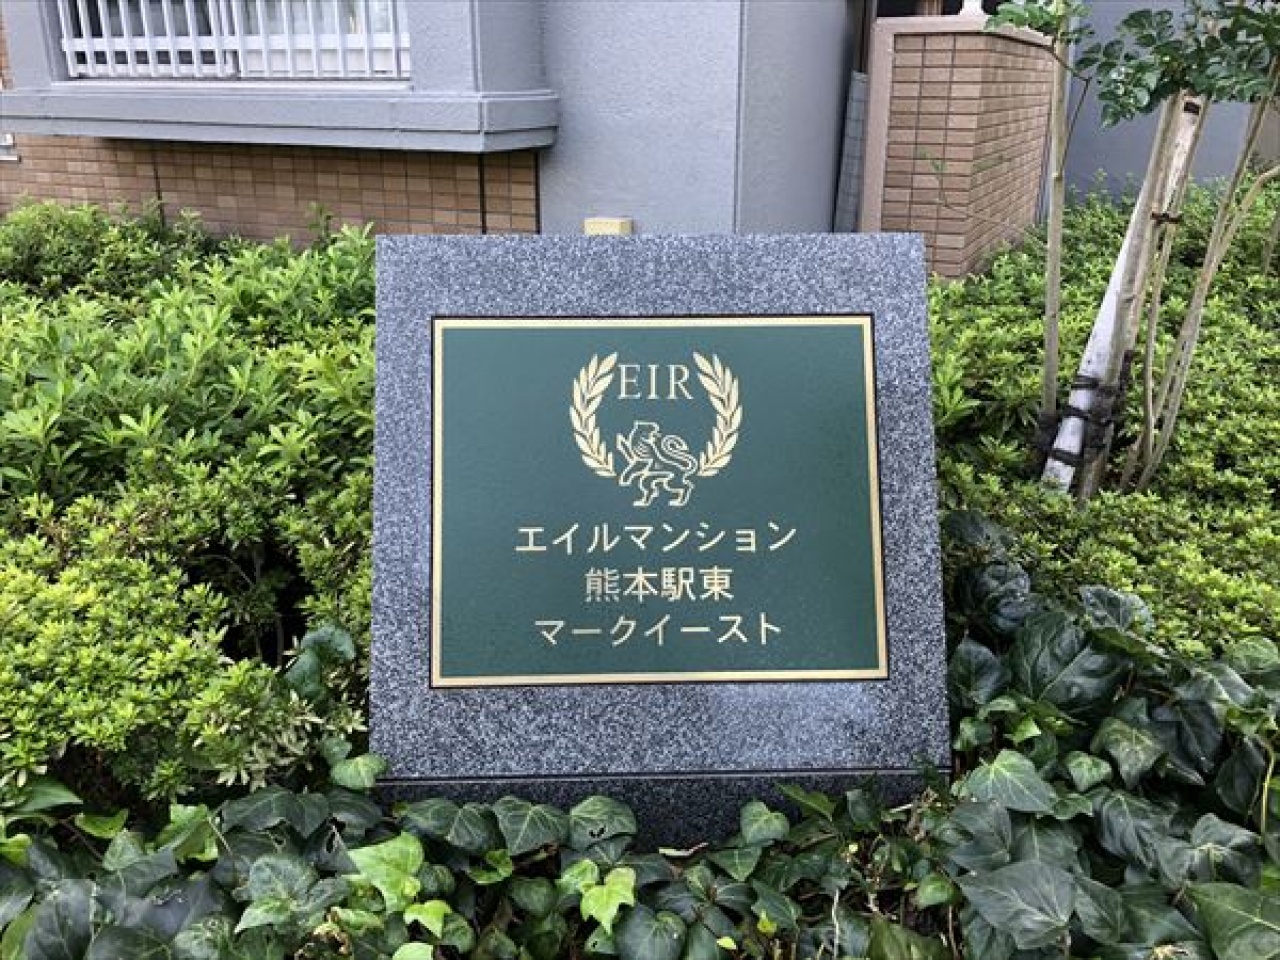 EIR
エイルマンション
熊本駅東
マークイースト